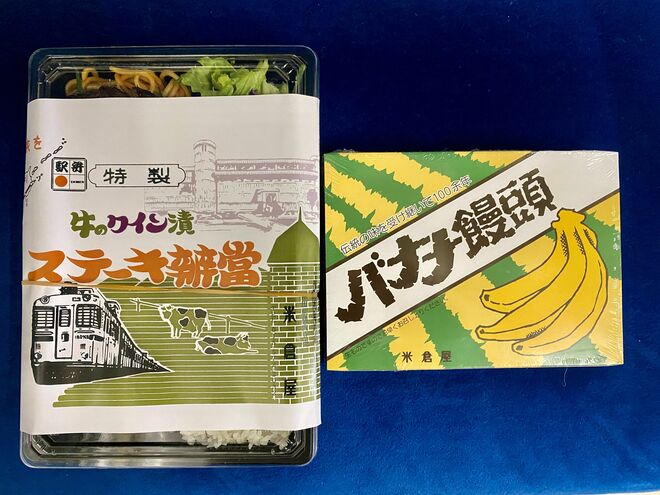 駅弁
特製
牛のワイン漬
ステーキ辨當
米倉屋
伝統の味を受け継いで100余年
バナナ饅頭
米倉屋